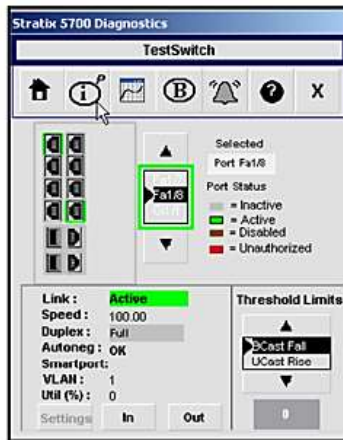 Stratix 5700 Diagnostics
TestSwitch
i
B
?
X
Selected
Port Fa1/8
Fa1/8
Port Status
= Inactive
= Active
= Disabled
= Unauthorized
Link : Active
Speed : 100.00
Duplex : Full
Autoneg : OK
Smartport:
VLAN : 1
Util (%) : 0
Settings
In
Out
Threshold Limits
BCast Fall
UCast Rise
0